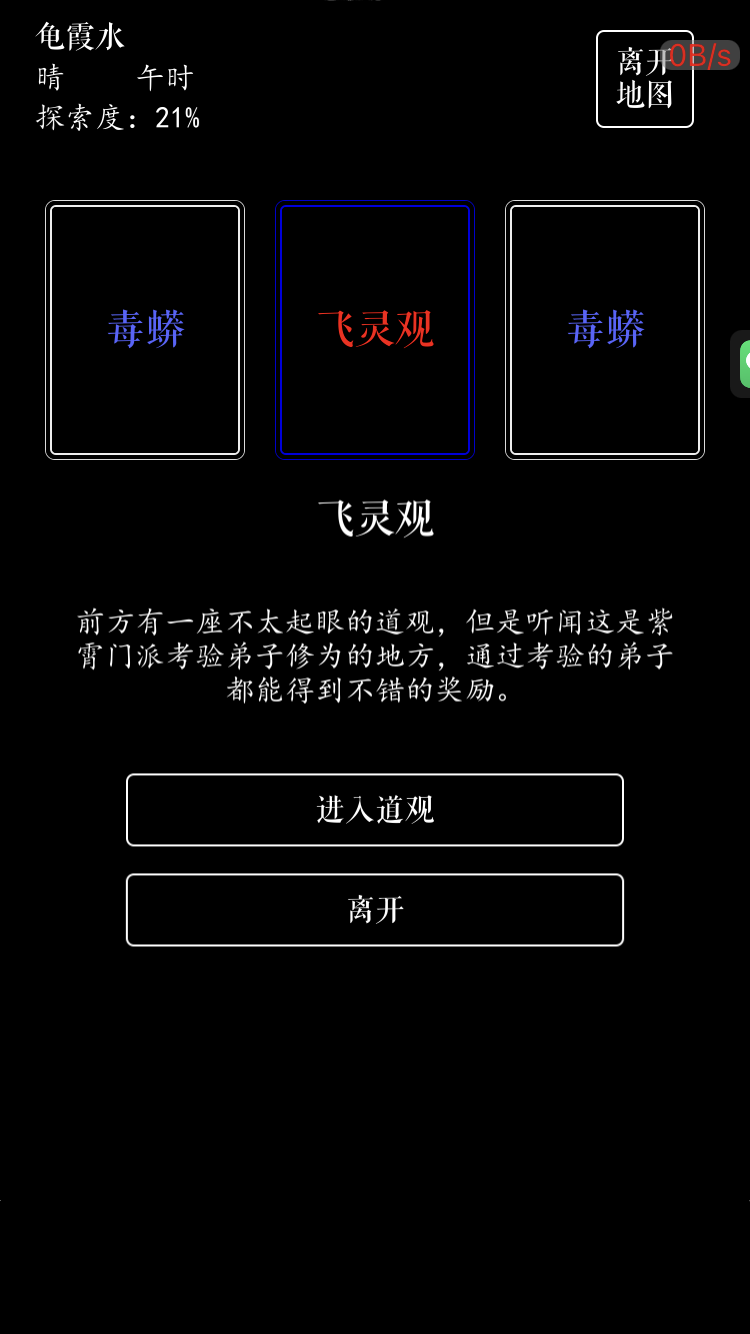 龟霞水
晴 午时
探索度：21%
离开
地图
0B/s
毒蟒
飞灵观
毒蟒
飞灵观
前方有一座不太起眼的道观，但是听闻这是紫
霄门派考验弟子修为的地方，通过考验的弟子
都能得到不错的奖励。
进入道观
离开